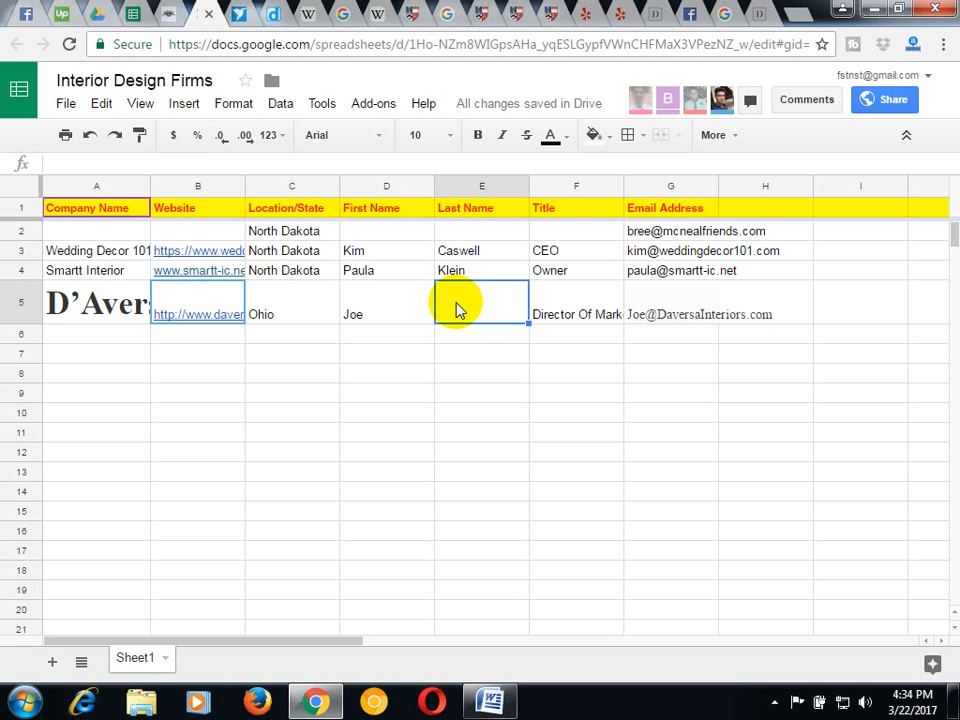 Secure
https://docs.google.com/spreadsheets/d/1Ho-NZm8WIGpsAHa_yqESLGypfVWnCHFMaX3VPezNZ_w/edit#gid=
Interior Design Firms
fstnst@gmail.com
File Edit View Insert Format Data Tools Add-ons Help All changes saved in Drive
B
Comments
Share
$ % .0 .00 123 Arial 10 B I S A More
fx
A B C D E F G H I
1 Company Name Website Location/State First Name Last Name Title Email Address
2 North Dakota bree@mcnealfriends.com
3 Wedding Decor 101 https://www.wedd North Dakota Kim Caswell CEO kim@weddingdecor101.com
4 Smartt Interior www.smartt-ic.ne North Dakota Paula Klein Owner paula@smartt-ic.net
5 D’Avers http://www.daver Ohio Joe Director Of Mark Joe@DaversaInteriors.com
6
7
8
9
10
11
12
13
14
15
16
17
18
19
20
21
Sheet1
4:34 PM
3/22/2017